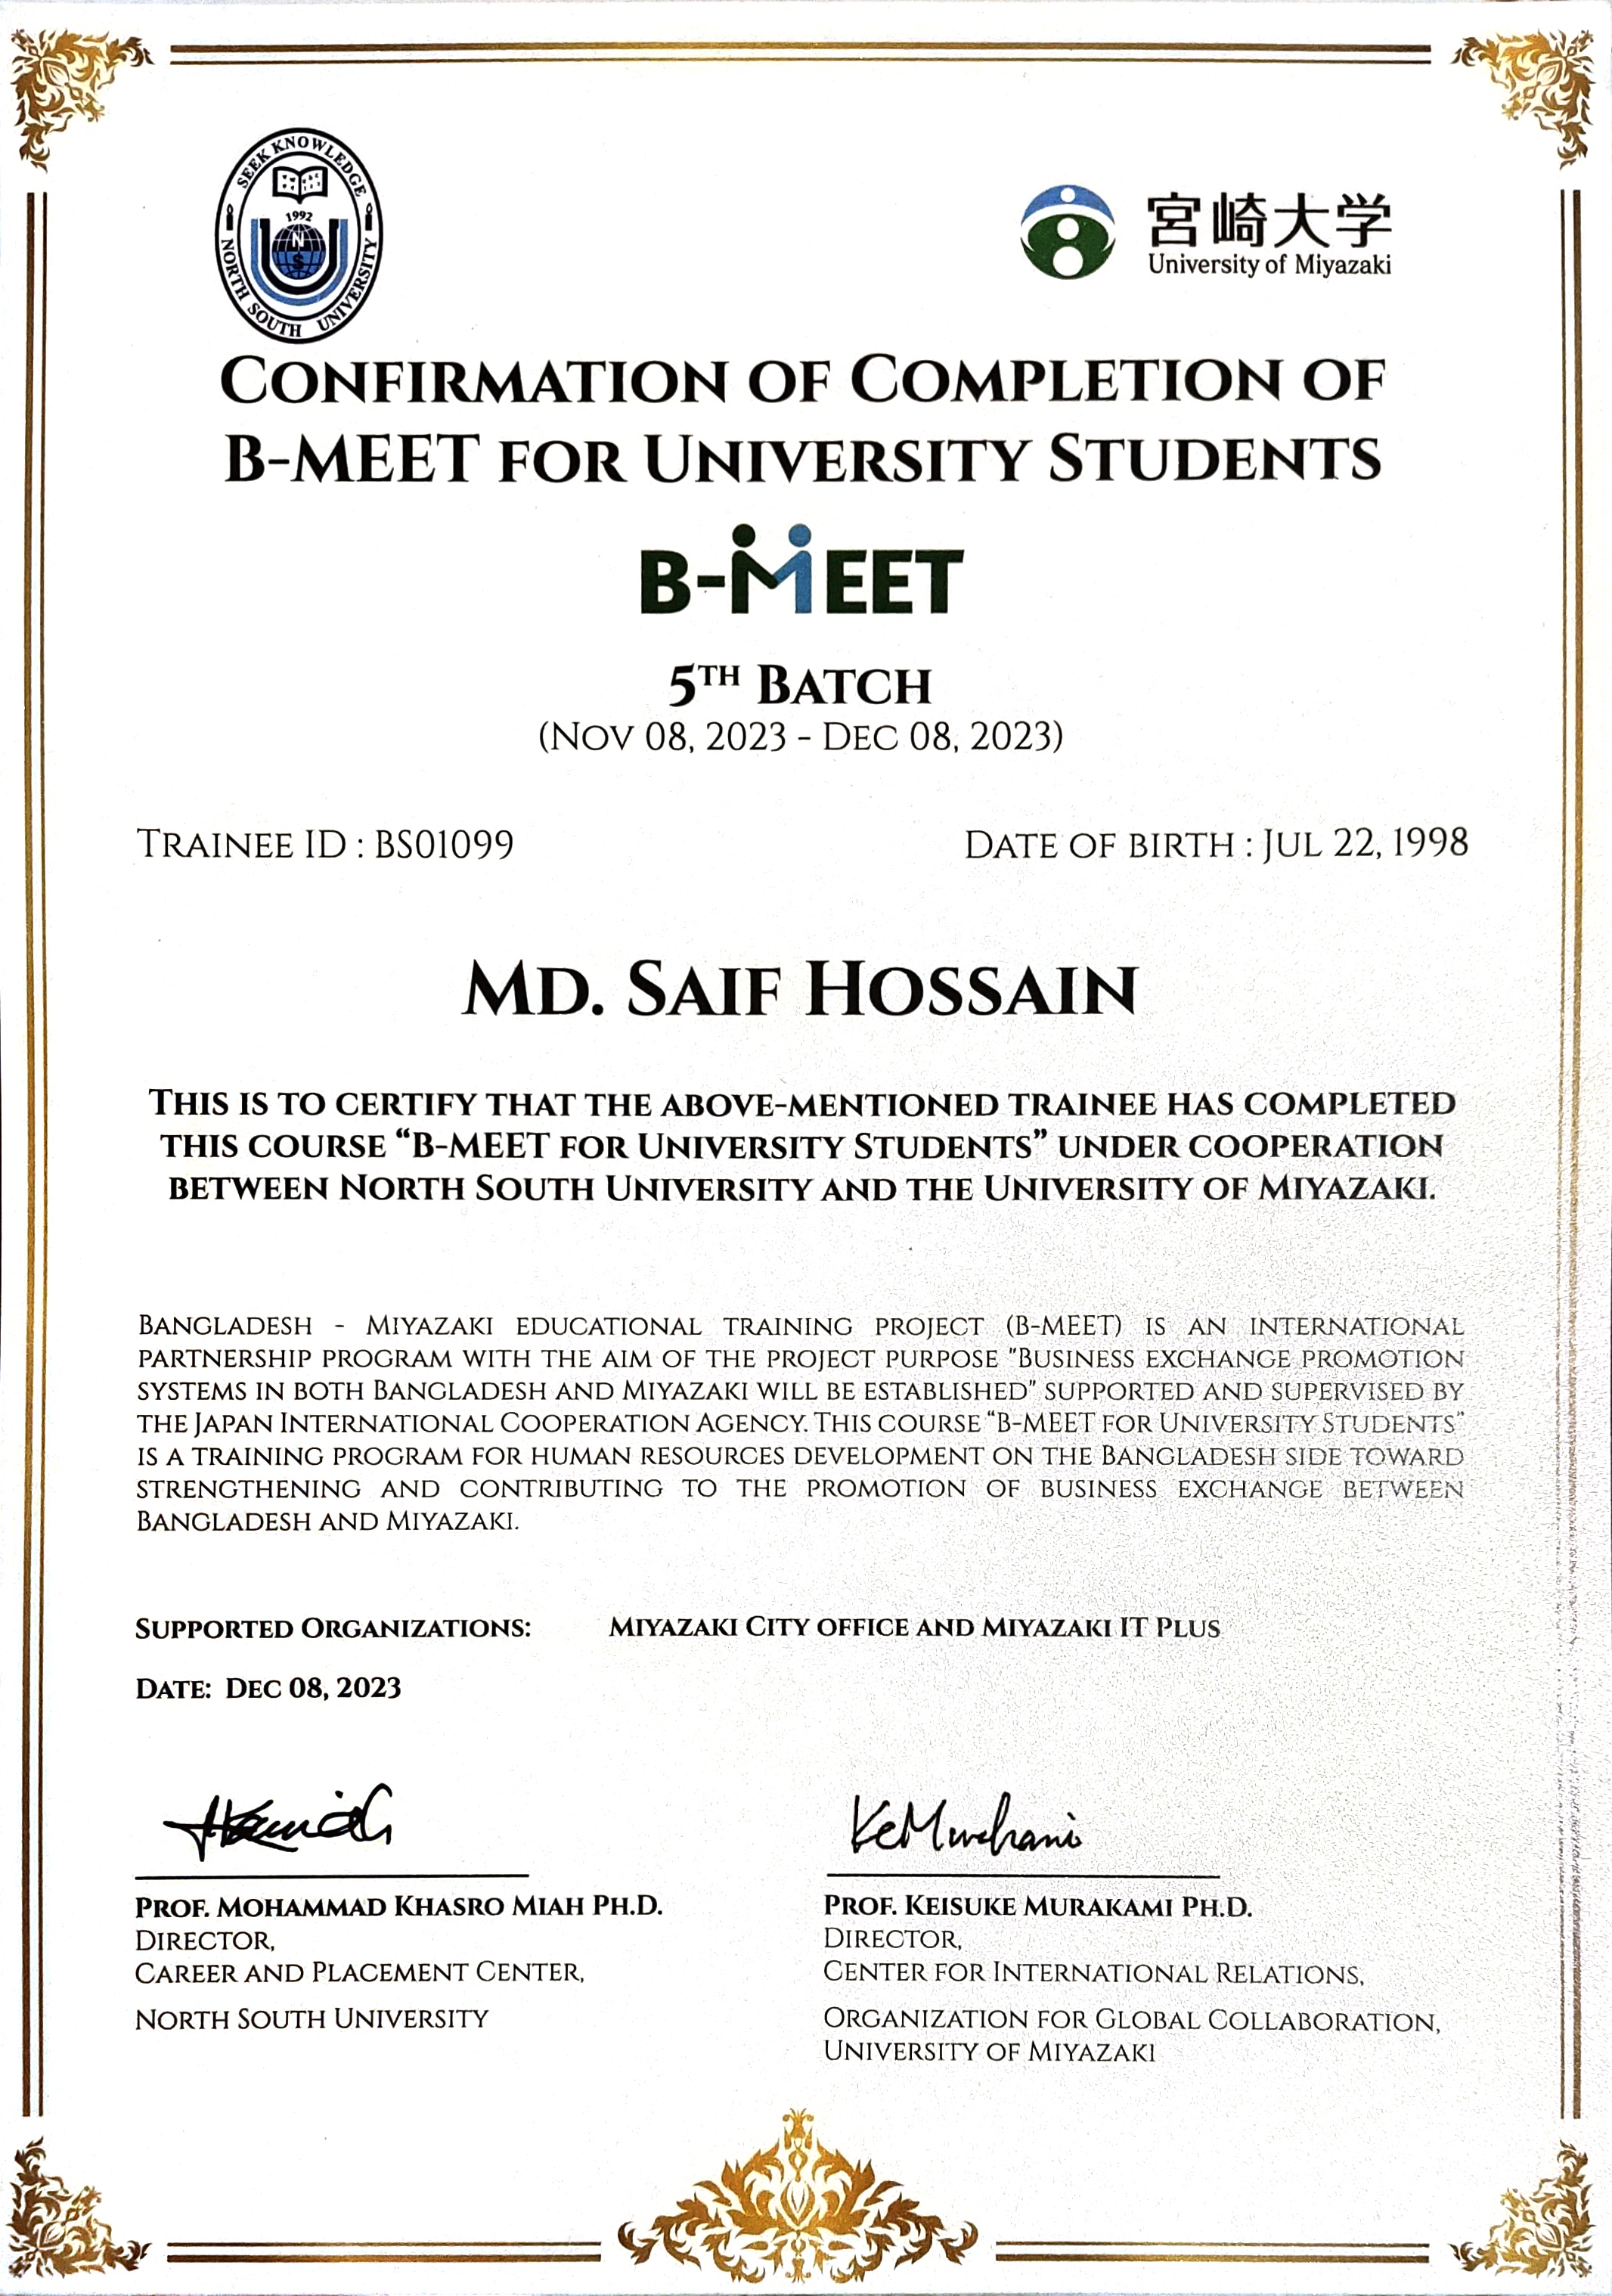 SEEK KNOWLEDGE
1992
N
S
NORTH SOUTH UNIVERSITY
宮崎大学
University of Miyazaki
CONFIRMATION OF COMPLETION OF
B-MEET FOR UNIVERSITY STUDENTS
B-MEET
5TH BATCH
(NOV 08, 2023 - DEC 08, 2023)
TRAINEE ID : BS01099
DATE OF BIRTH : JUL 22, 1998
MD. SAIF HOSSAIN
THIS IS TO CERTIFY THAT THE ABOVE-MENTIONED TRAINEE HAS COMPLETED
THIS COURSE “B-MEET FOR UNIVERSITY STUDENTS” UNDER COOPERATION
BETWEEN NORTH SOUTH UNIVERSITY AND THE UNIVERSITY OF MIYAZAKI.
BANGLADESH - MIYAZAKI EDUCATIONAL TRAINING PROJECT (B-MEET) IS AN INTERNATIONAL
PARTNERSHIP PROGRAM WITH THE AIM OF THE PROJECT PURPOSE "BUSINESS EXCHANGE PROMOTION
SYSTEMS IN BOTH BANGLADESH AND MIYAZAKI WILL BE ESTABLISHED" SUPPORTED AND SUPERVISED BY
THE JAPAN INTERNATIONAL COOPERATION AGENCY. THIS COURSE “B-MEET FOR UNIVERSITY STUDENTS”
IS A TRAINING PROGRAM FOR HUMAN RESOURCES DEVELOPMENT ON THE BANGLADESH SIDE TOWARD
STRENGTHENING AND CONTRIBUTING TO THE PROMOTION OF BUSINESS EXCHANGE BETWEEN
BANGLADESH AND MIYAZAKI.
SUPPORTED ORGANIZATIONS: MIYAZAKI CITY OFFICE AND MIYAZAKI IT PLUS
DATE: DEC 08, 2023
PROF. MOHAMMAD KHASRO MIAH PH.D.
DIRECTOR,
CAREER AND PLACEMENT CENTER,
NORTH SOUTH UNIVERSITY
PROF. KEISUKE MURAKAMI PH.D.
DIRECTOR,
CENTER FOR INTERNATIONAL RELATIONS,
ORGANIZATION FOR GLOBAL COLLABORATION,
UNIVERSITY OF MIYAZAKI